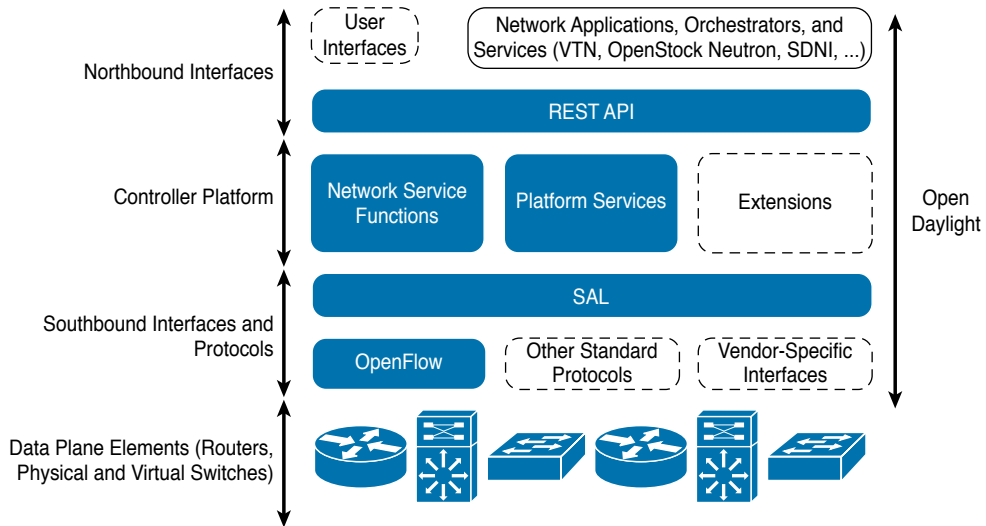 User
Interfaces
Network Applications, Orchestrators, and
Services (VTN, OpenStock Neutron, SDNI, ...)
Northbound Interfaces
REST API
Controller Platform
Network Service
Functions
Platform Services
Extensions
Open
Daylight
SAL
Southbound Interfaces and
Protocols
OpenFlow
Other Standard
Protocols
Vendor-Specific
Interfaces
Data Plane Elements (Routers,
Physical and Virtual Switches)